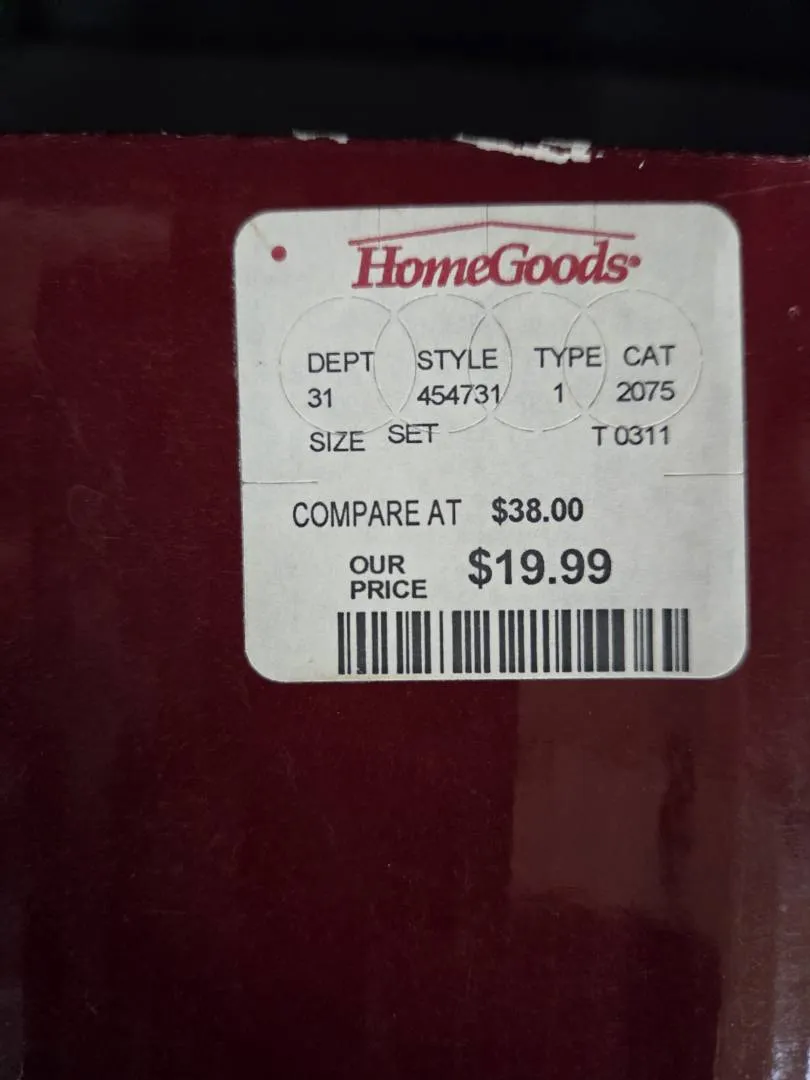 HomeGoods
DEPT STYLE TYPE CAT
31 454731 1 2075
SIZE SET T 0311
COMPARE AT $38.00
OUR PRICE $19.99